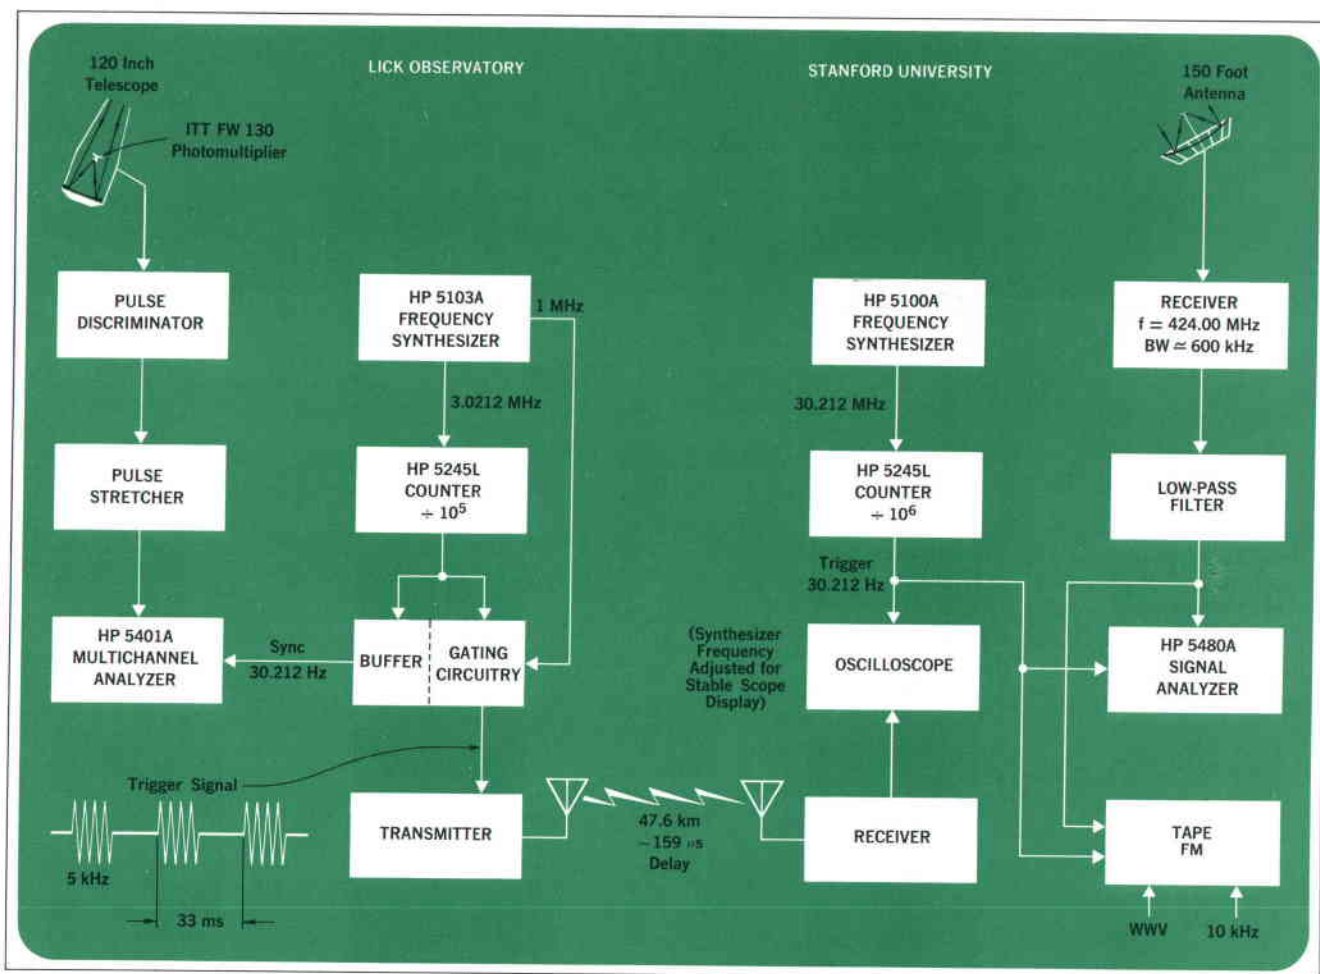 LICK OBSERVATORY
STANFORD UNIVERSITY
120 Inch
Telescope
ITT FW 130
Photomultiplier
150 Foot
Antenna
PULSE
DISCRIMINATOR
HP 5103A
FREQUENCY
SYNTHESIZER
1 MHz
HP 5100A
FREQUENCY
SYNTHESIZER
RECEIVER
f = 424.00 MHz
BW ≃ 600 kHz
3.0212 MHz
30.212 MHz
PULSE
STRETCHER
HP 5245L
COUNTER
÷ 10⁵
HP 5245L
COUNTER
÷ 10⁶
LOW-PASS
FILTER
Trigger
30.212 Hz
HP 5401A
MULTICHANNEL
ANALYZER
Sync
30.212 Hz
BUFFER
GATING
CIRCUITRY
(Synthesizer
Frequency
Adjusted for
Stable Scope
Display)
OSCILLOSCOPE
HP 5480A
SIGNAL
ANALYZER
Trigger Signal
5 kHz
33 ms
TRANSMITTER
47.6 km
~159 μs
Delay
RECEIVER
TAPE
FM
WWV
10 kHz